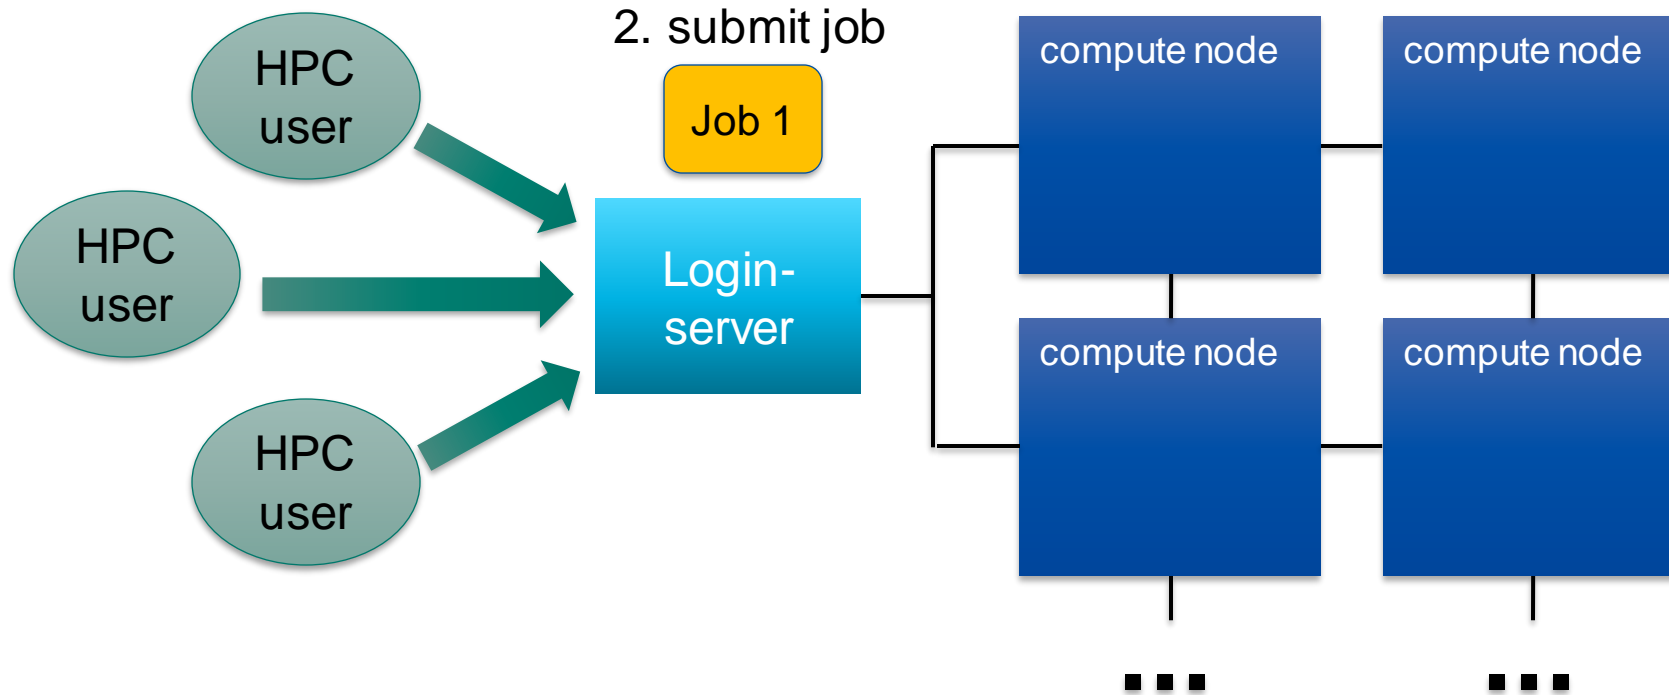 2. submit job
HPC
user
Job 1
HPC
user
Login-
server
HPC
user
compute node
compute node
compute node
compute node
...
...